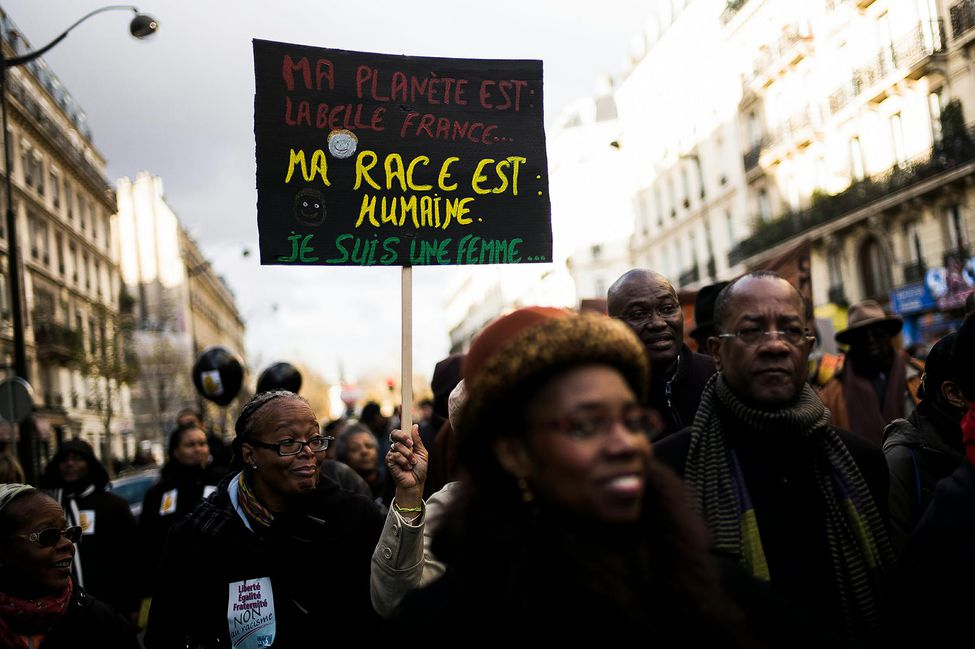 MA PLANÈTE EST:
LA BELLE FRANCE...
MA RACE EST:
HUMAINE.
JE SUIS UNE FEMME...
Liberté
Égalité
Fraternité
NON
au racisme